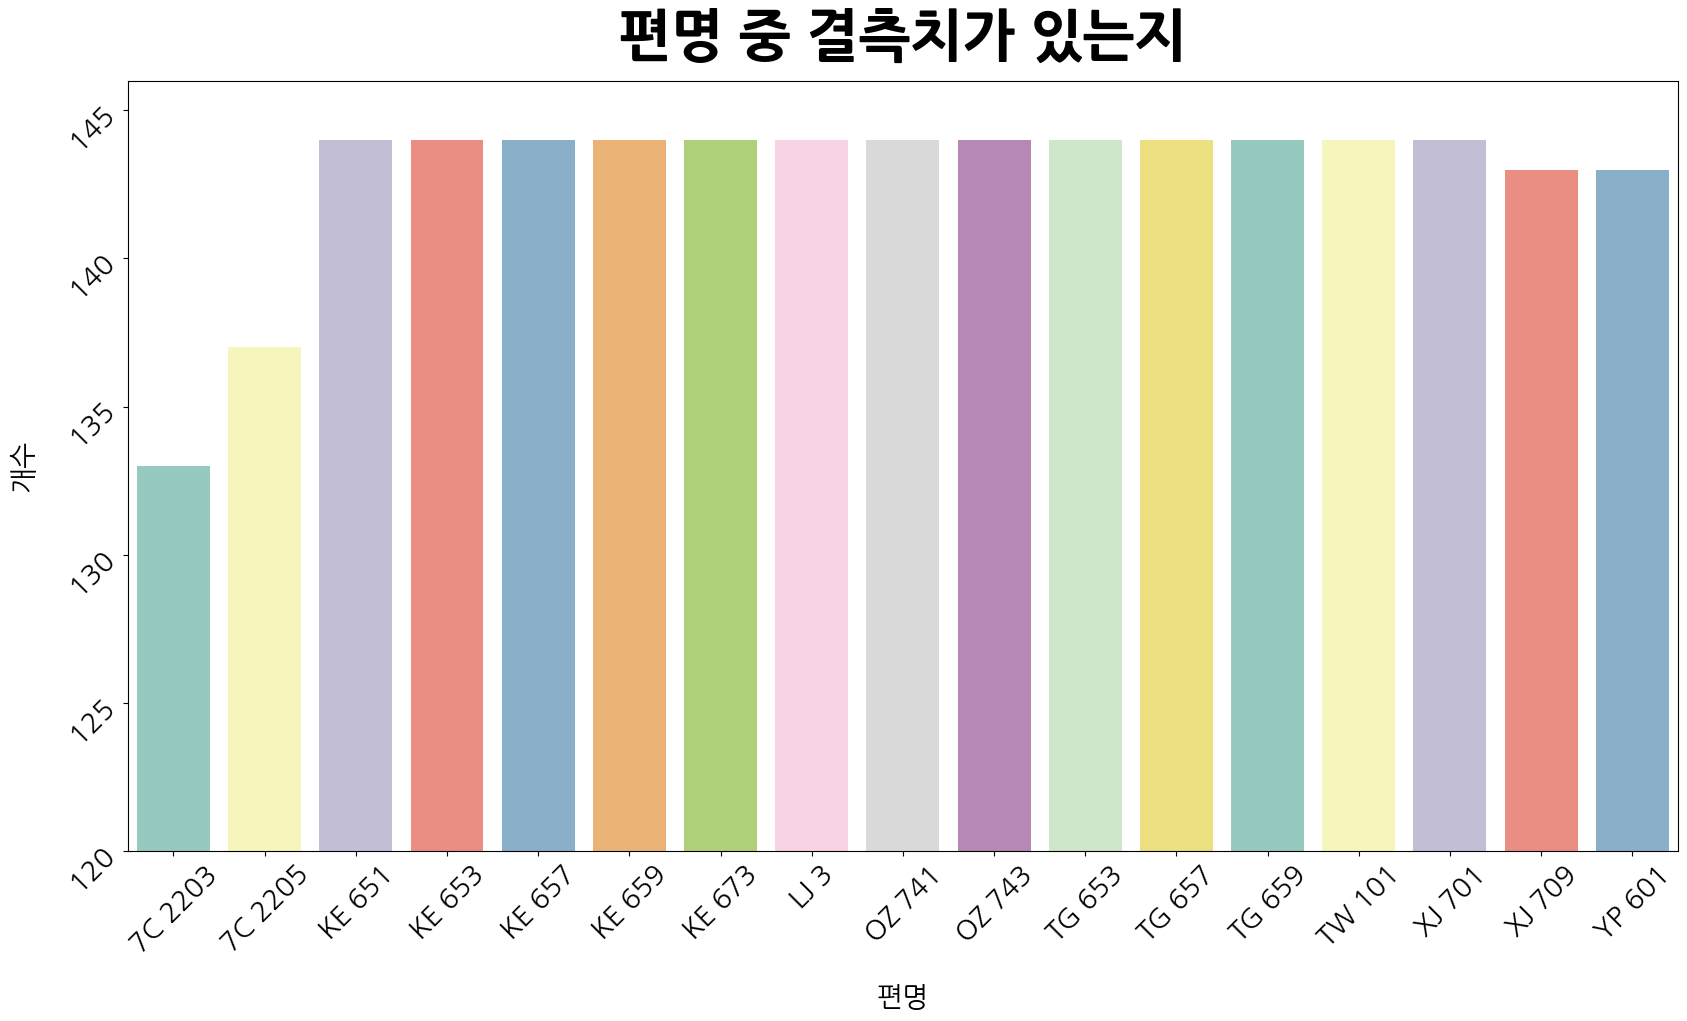 편명 중 결측치가 있는지
개수
145
140
135
130
125
120
7C 2203
7C 2205
KE 651
KE 653
KE 657
KE 659
KE 673
LJ 3
OZ 741
OZ 743
TG 653
TG 657
TG 659
TW 101
XJ 701
XJ 709
YP 601
편명